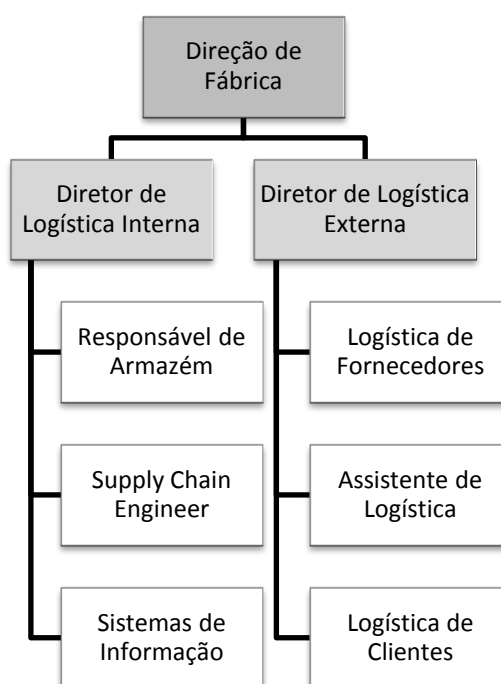 Direção de
Fábrica
Diretor de
Logística Interna
Diretor de Logística
Externa
Responsável de
Armazém
Logística de
Fornecedores
Supply Chain
Engineer
Assistente de
Logística
Sistemas de
Informação
Logística de
Clientes